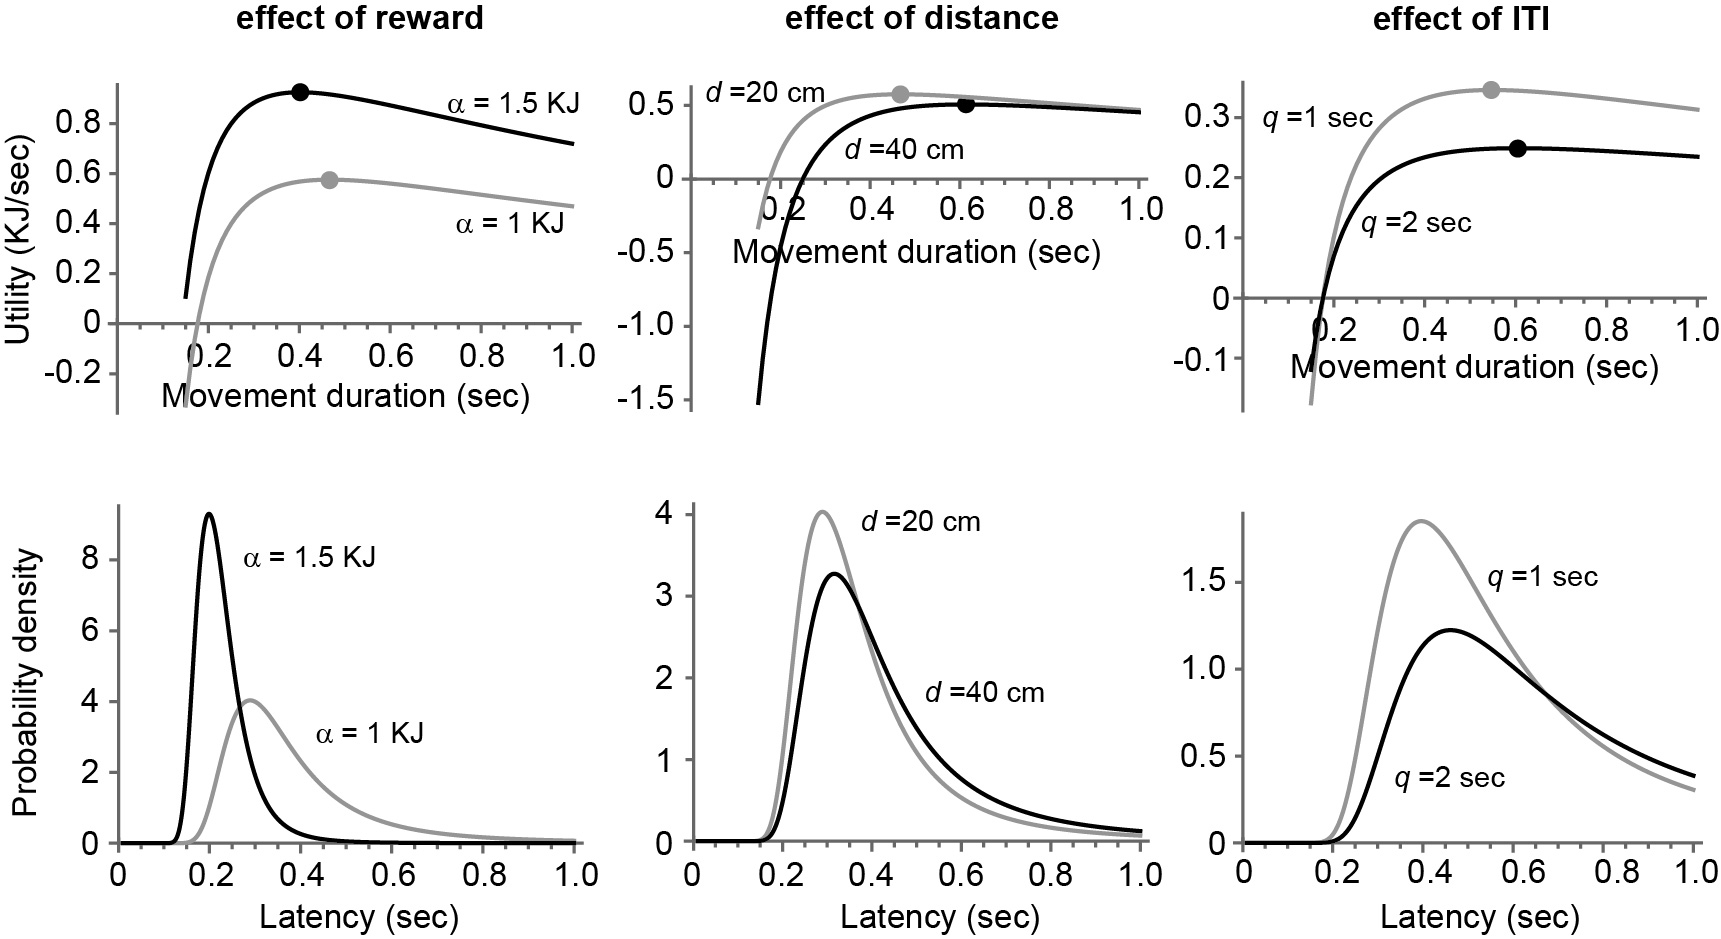 effect of reward
effect of distance
effect of ITI
Utility (KJ/sec)
0.8
0.6
0.4
0.2
0
-0.2
α = 1.5 KJ
α = 1 KJ
0.2 0.4 0.6 0.8 1.0
Movement duration (sec)
0.5
0
-0.5
-1.0
-1.5
d =20 cm
d =40 cm
0.2 0.4 0.6 0.8 1.0
Movement duration (sec)
0.3
0.2
0.1
0
-0.1
q =1 sec
q =2 sec
0.2 0.4 0.6 0.8 1.0
Movement duration (sec)
Probability density
8
6
4
2
0
α = 1.5 KJ
α = 1 KJ
0 0.2 0.4 0.6 0.8 1.0
Latency (sec)
4
3
2
1
0
d =20 cm
d =40 cm
0 0.2 0.4 0.6 0.8 1.0
Latency (sec)
1.5
1.0
0.5
0
q =1 sec
q =2 sec
0 0.2 0.4 0.6 0.8 1.0
Latency (sec)